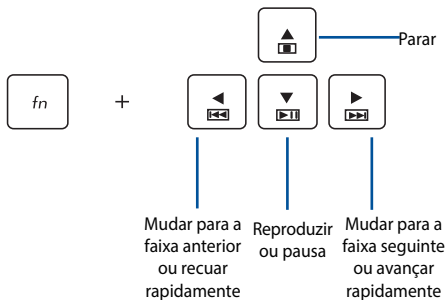 Parar
fn +
Mudar para a
faixa anterior
ou recuar
rapidamente
Reproduzir
ou pausa
Mudar para a
faixa seguinte
ou avançar
rapidamente